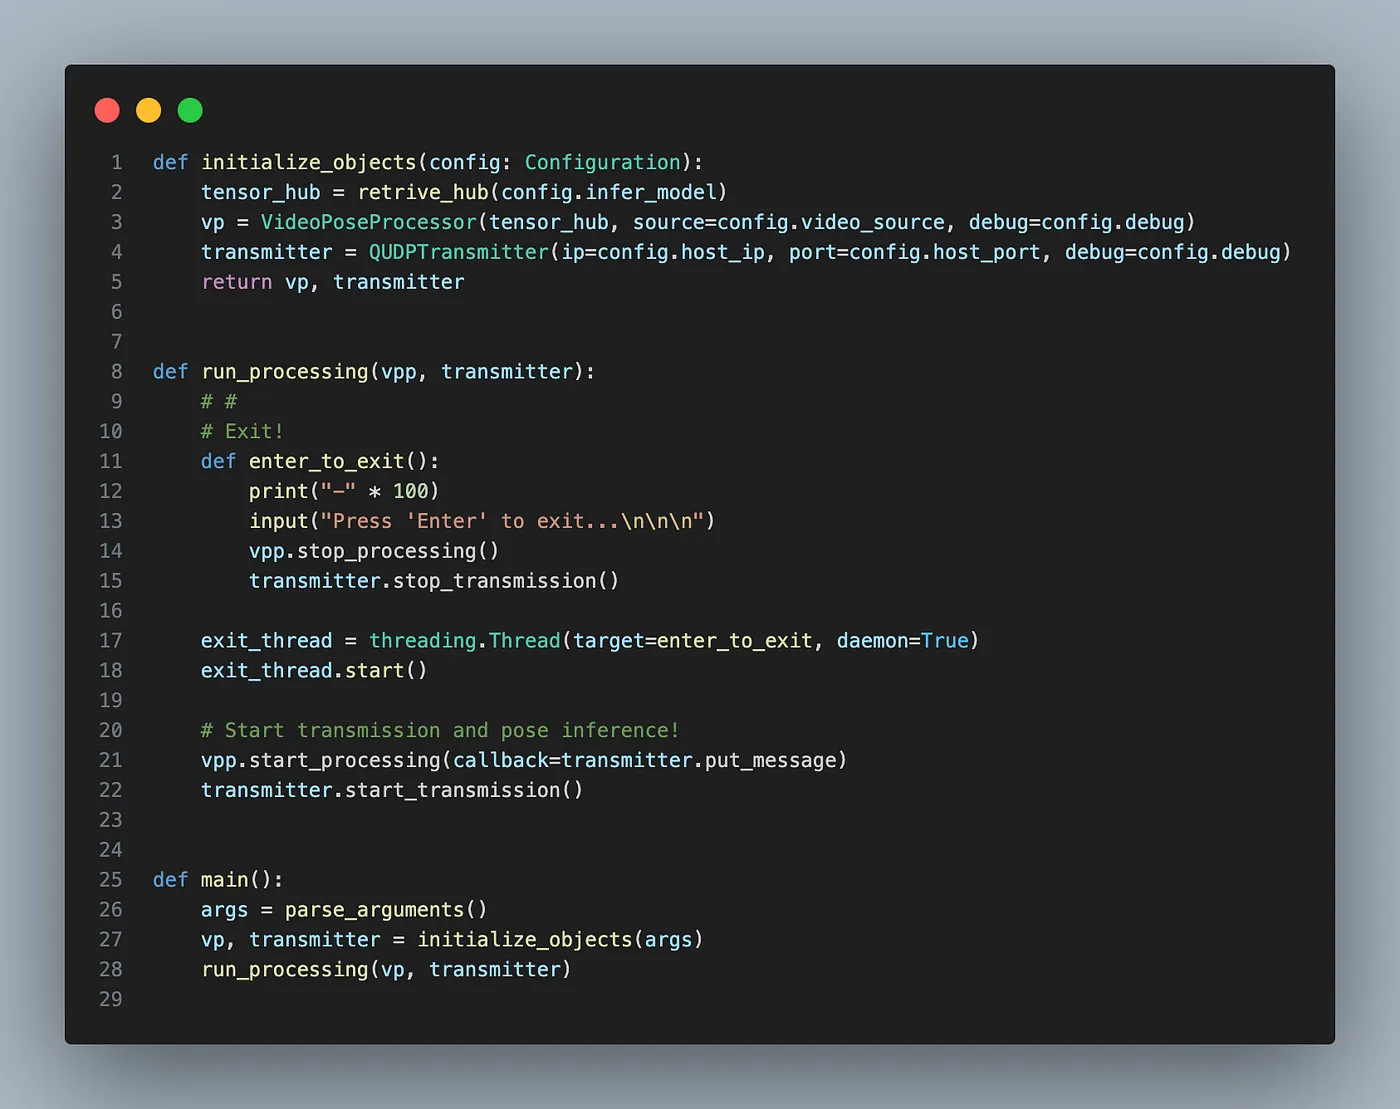 1 def initialize_objects(config: Configuration):
2     tensor_hub = retrive_hub(config.infer_model)
3     vp = VideoPoseProcessor(tensor_hub, source=config.video_source, debug=config.debug)
4     transmitter = QUDPTransmitter(ip=config.host_ip, port=config.host_port, debug=config.debug)
5     return vp, transmitter
6
7
8 def run_processing(vpp, transmitter):
9     # #
10     # Exit!
11     def enter_to_exit():
12         print("-" * 100)
13         input("Press 'Enter' to exit...\n\n\n")
14         vpp.stop_processing()
15         transmitter.stop_transmission()
16
17     exit_thread = threading.Thread(target=enter_to_exit, daemon=True)
18     exit_thread.start()
19
20     # Start transmission and pose inference!
21     vpp.start_processing(callback=transmitter.put_message)
22     transmitter.start_transmission()
23
24
25 def main():
26     args = parse_arguments()
27     vp, transmitter = initialize_objects(args)
28     run_processing(vp, transmitter)
29